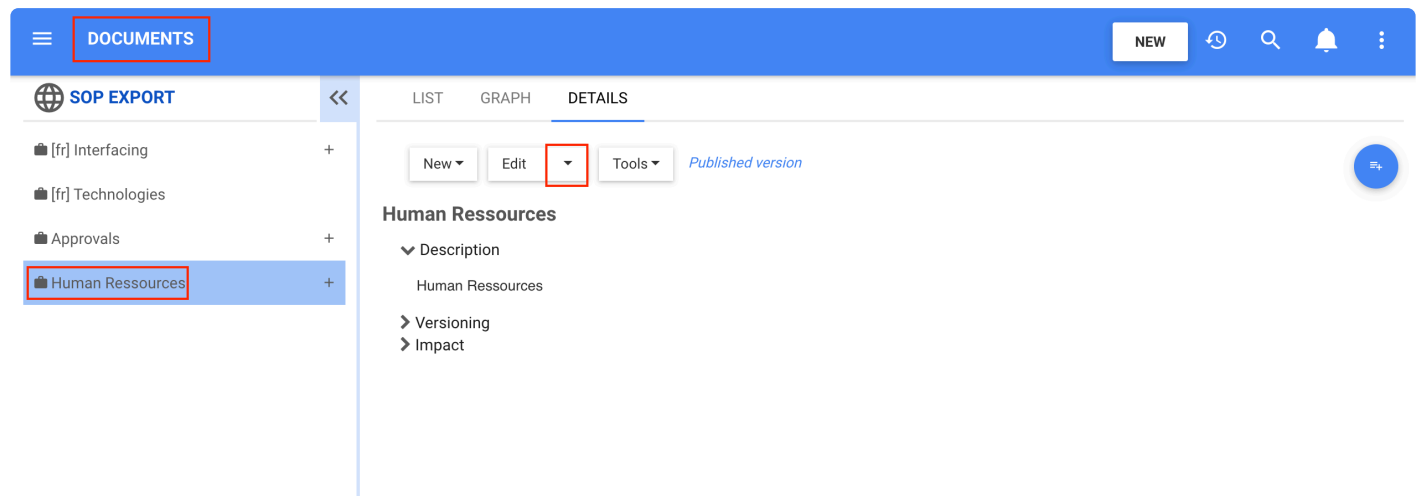 DOCUMENTS
NEW
SOP EXPORT
LIST GRAPH DETAILS
[fr] Interfacing
[fr] Technologies
Approvals
Human Ressources
New Edit Tools Published version
Human Ressources
Description
Human Ressources
Versioning
Impact